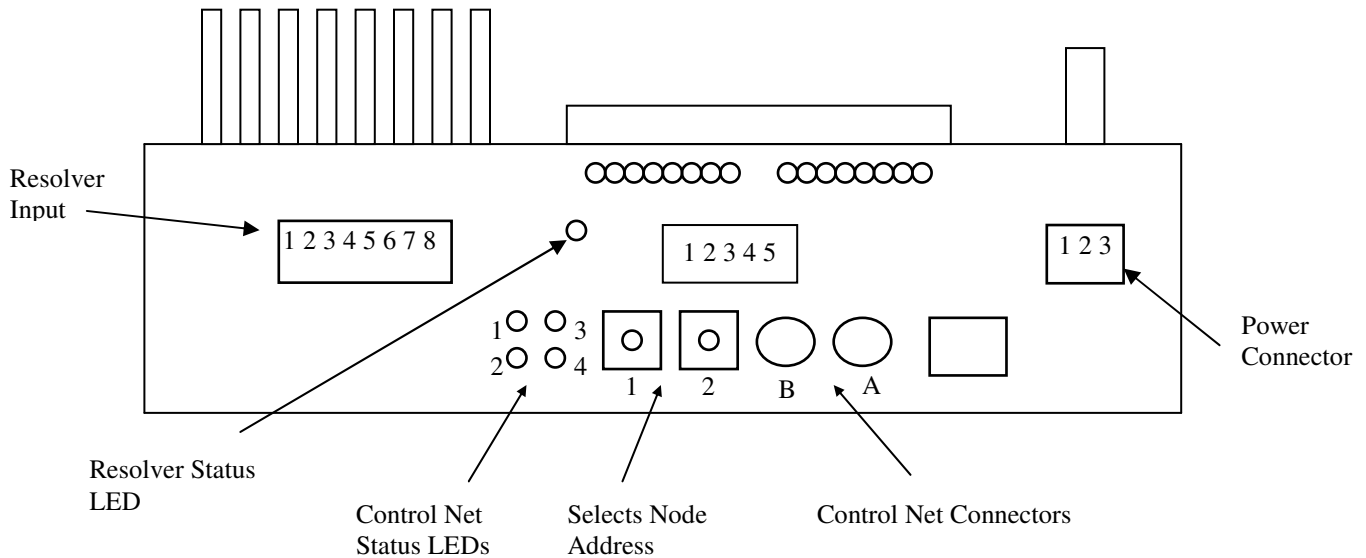 Resolver
Input
1 2 3 4 5 6 7 8
1 2 3 4 5
1 2 3
1
3
2
4
1
2
B
A
Power
Connector
Resolver Status
LED
Control Net
Status LEDs
Selects Node
Address
Control Net Connectors